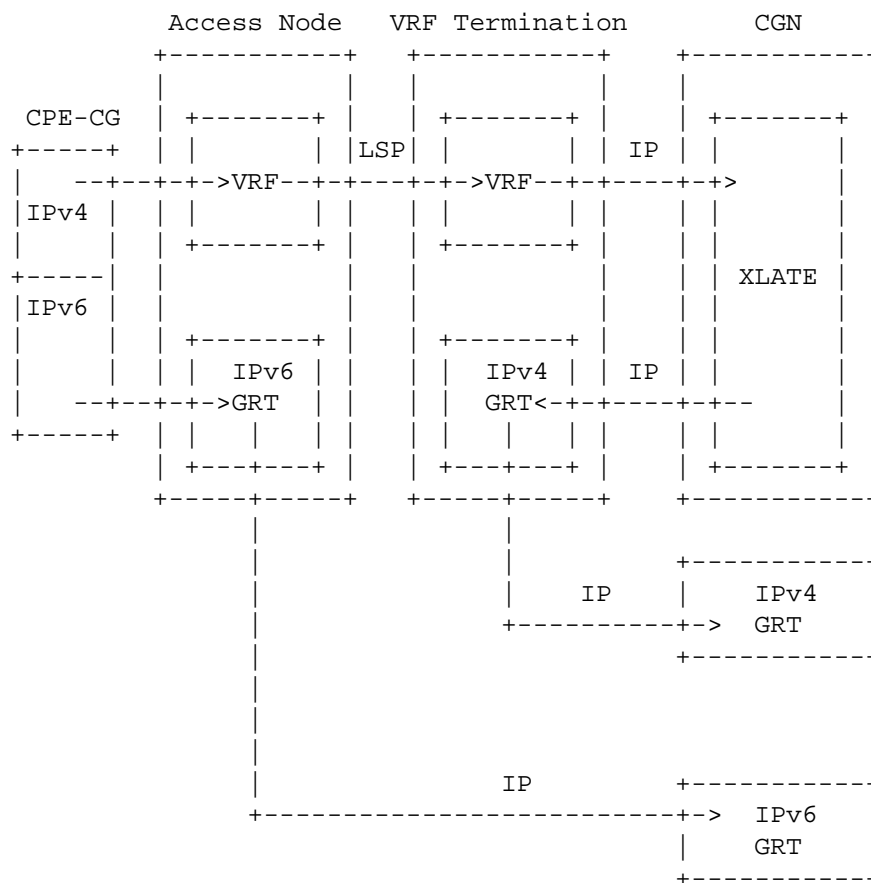 Access Node VRF Termination CGN
CPE-CG
LSP IP
VRF VRF
IPv4
XLATE
IPv6
IPv6 IPv4 IP
GRT GRT
IP IPv4
GRT
IP
IPv6
GRT